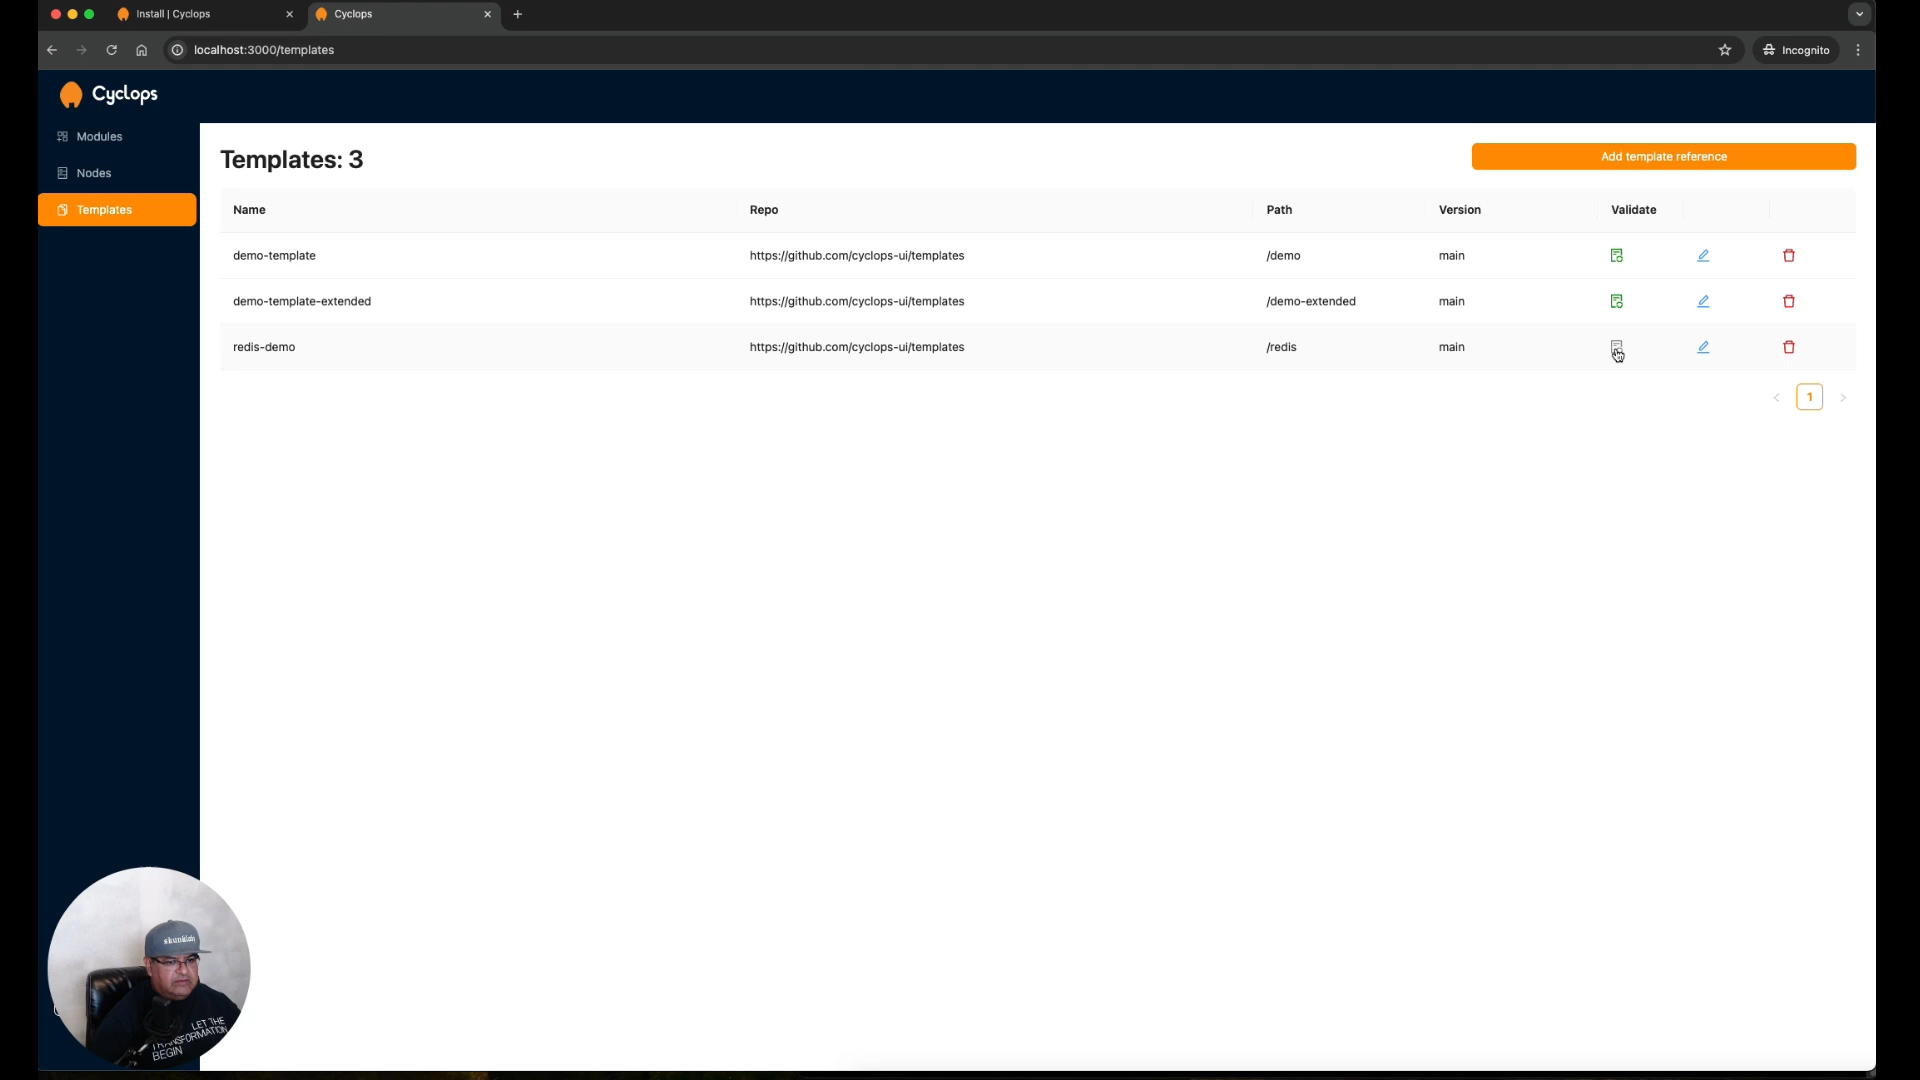 Install | Cyclops
Cyclops
localhost:3000/templates
Incognito
Cyclops
Modules
Nodes
Templates
Templates: 3
Add template reference
Name Repo Path Version Validate
demo-template https://github.com/cyclops-ui/templates /demo main
demo-template-extended https://github.com/cyclops-ui/templates /demo-extended main
redis-demo https://github.com/cyclops-ui/templates /redis main
< 1 >
LET THE
TRANSFORMATION
BEGIN